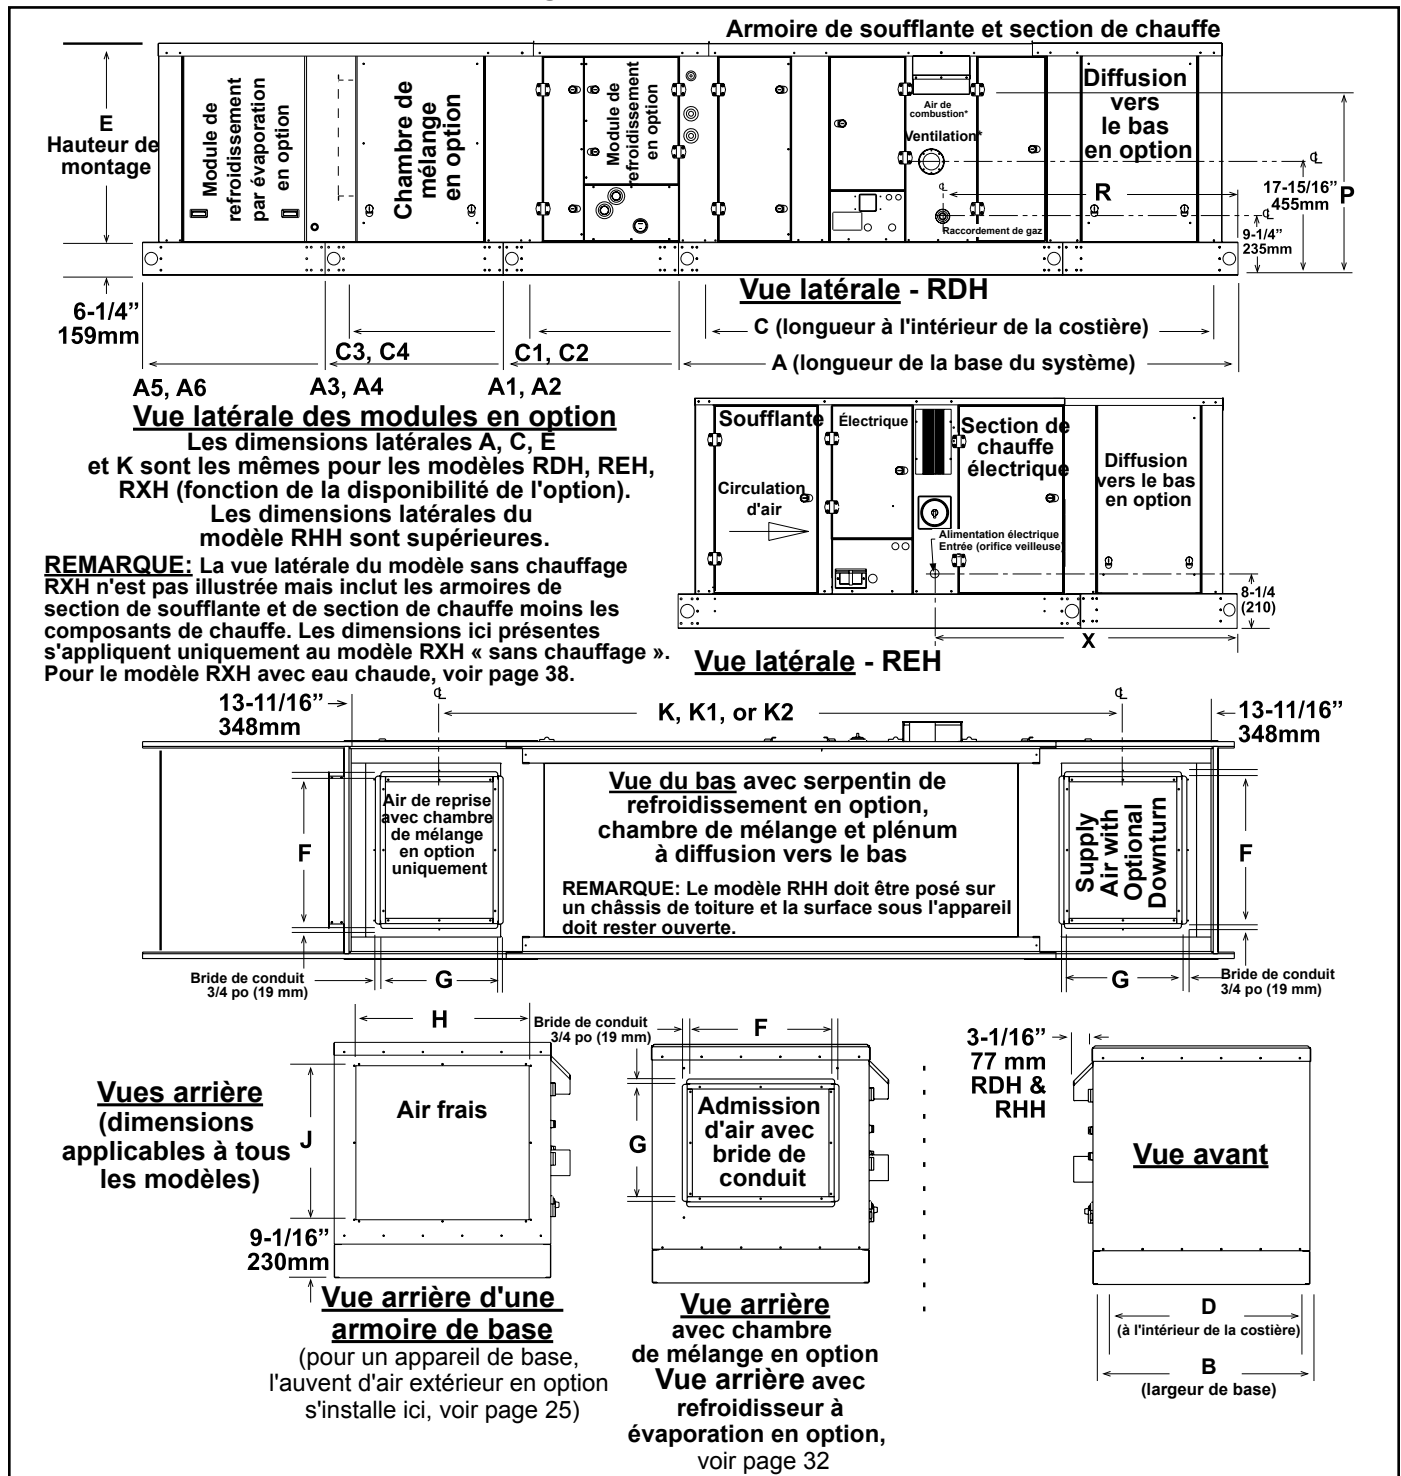 Armoire de soufflante et section de chauffe
E
Hauteur de
montage
Module de
refroidissement
par évaporation
en option
Chambre de
mélange
en option
Module de
refroidissement
en option
Air de
combustion*
Ventilation*
Raccordement de gaz
Diffusion
vers
le bas
en option
℄
℄
℄
R
17-15/16”
455mm
P
9-1/4”
235mm
6-1/4”
159mm
Vue latérale - RDH
C (longueur à l'intérieur de la costière)
C3, C4
C1, C2
A (longueur de la base du système)
A5, A6
A3, A4
A1, A2
Vue latérale des modules en option
Les dimensions latérales A, C, E
et K sont les mêmes pour les modèles RDH, REH,
RXH (fonction de la disponibilité de l'option).
Les dimensions latérales du
modèle RHH sont supérieures.
REMARQUE: La vue latérale du modèle sans chauffage
RXH n'est pas illustrée mais inclut les armoires de
section de soufflante et de section de chauffe moins les
composants de chauffe. Les dimensions ici présentes
s'appliquent uniquement au modèle RXH « sans chauffage ».
Pour le modèle RXH avec eau chaude, voir page 38.
Soufflante
Électrique
Section de
chauffe
électrique
Circulation
d'air
Diffusion
vers le bas
en option
Alimentation électrique
Entrée (orifice veilleuse)
8-1/4
(210)
X
Vue latérale - REH
13-11/16”
348mm
℄
K, K1, or K2
℄
13-11/16”
348mm
Air de reprise
avec chambre
de mélange
en option
uniquement
F
Vue du bas avec serpentin de
refroidissement en option,
chambre de mélange et plénum
à diffusion vers le bas
REMARQUE: Le modèle RHH doit être posé sur
un châssis de toiture et la surface sous l'appareil
doit rester ouverte.
Supply
Air with
Optional
Downturn
F
Bride de conduit
3/4 po (19 mm)
G
G
Bride de conduit
3/4 po (19 mm)
H
Bride de conduit
3/4 po (19 mm)
F
3-1/16”
77 mm
RDH &
RHH
Vues arrière
(dimensions
applicables à tous
les modèles)
J
Air frais
G
Admission
d'air avec
bride de
conduit
Vue avant
9-1/16”
230mm
Vue arrière d'une
armoire de base
(pour un appareil de base,
l'auvent d'air extérieur en option
s'installe ici, voir page 25)
Vue arrière
avec chambre
de mélange en option
Vue arrière avec
refroidisseur à
évaporation en option,
voir page 32
D
(à l'intérieur de la costière)
B
(largeur de base)